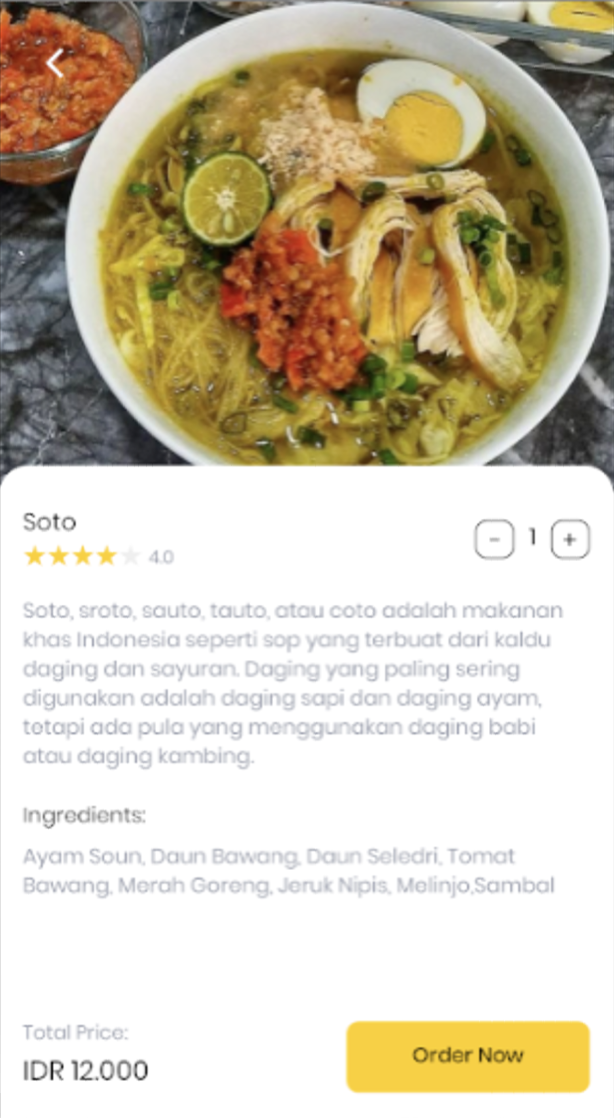 Soto
4.0
- 1 +
Soto, sroto, sauto, tauto, atau coto adalah makanan
khas Indonesia seperti sop yang terbuat dari kaldu
daging dan sayuran. Daging yang paling sering
digunakan adalah daging sapi dan daging ayam,
tetapi ada pula yang menggunakan daging babi
atau daging kambing.
Ingredients:
Ayam Soun, Daun Bawang, Daun Seledri, Tomat
Bawang, Merah Goreng, Jeruk Nipis, Melinjo,Sambal
Total Price:
IDR 12.000
Order Now